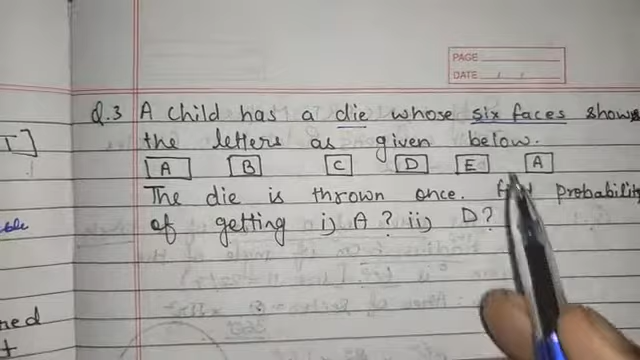 PAGE
DATE
Q.3 A child has a die whose six faces shows
I]
the letters as given below.
A B C D E A
The die is thrown once. probability
of getting i) A? ii) D?